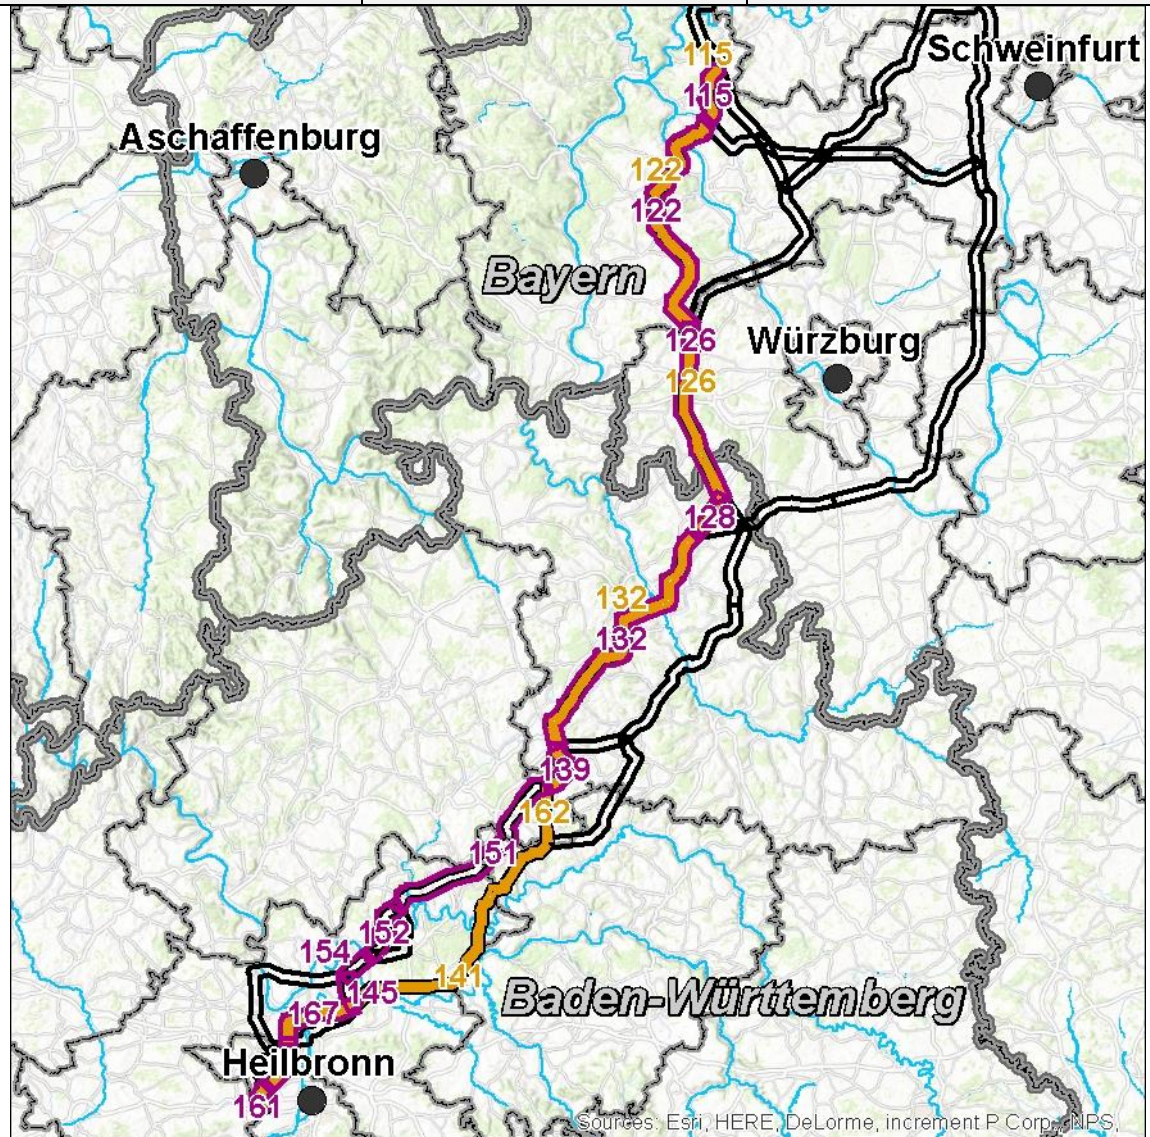 115
Schweinfurt
115
Aschaffenburg
122
122
Bayern
126
Würzburg
126
128
132
132
139
162
151
152
154
141
145
Baden-Württemberg
167
Heilbronn
161
Sources: Esri, HERE, DeLorme, increment P Corp., NPS,